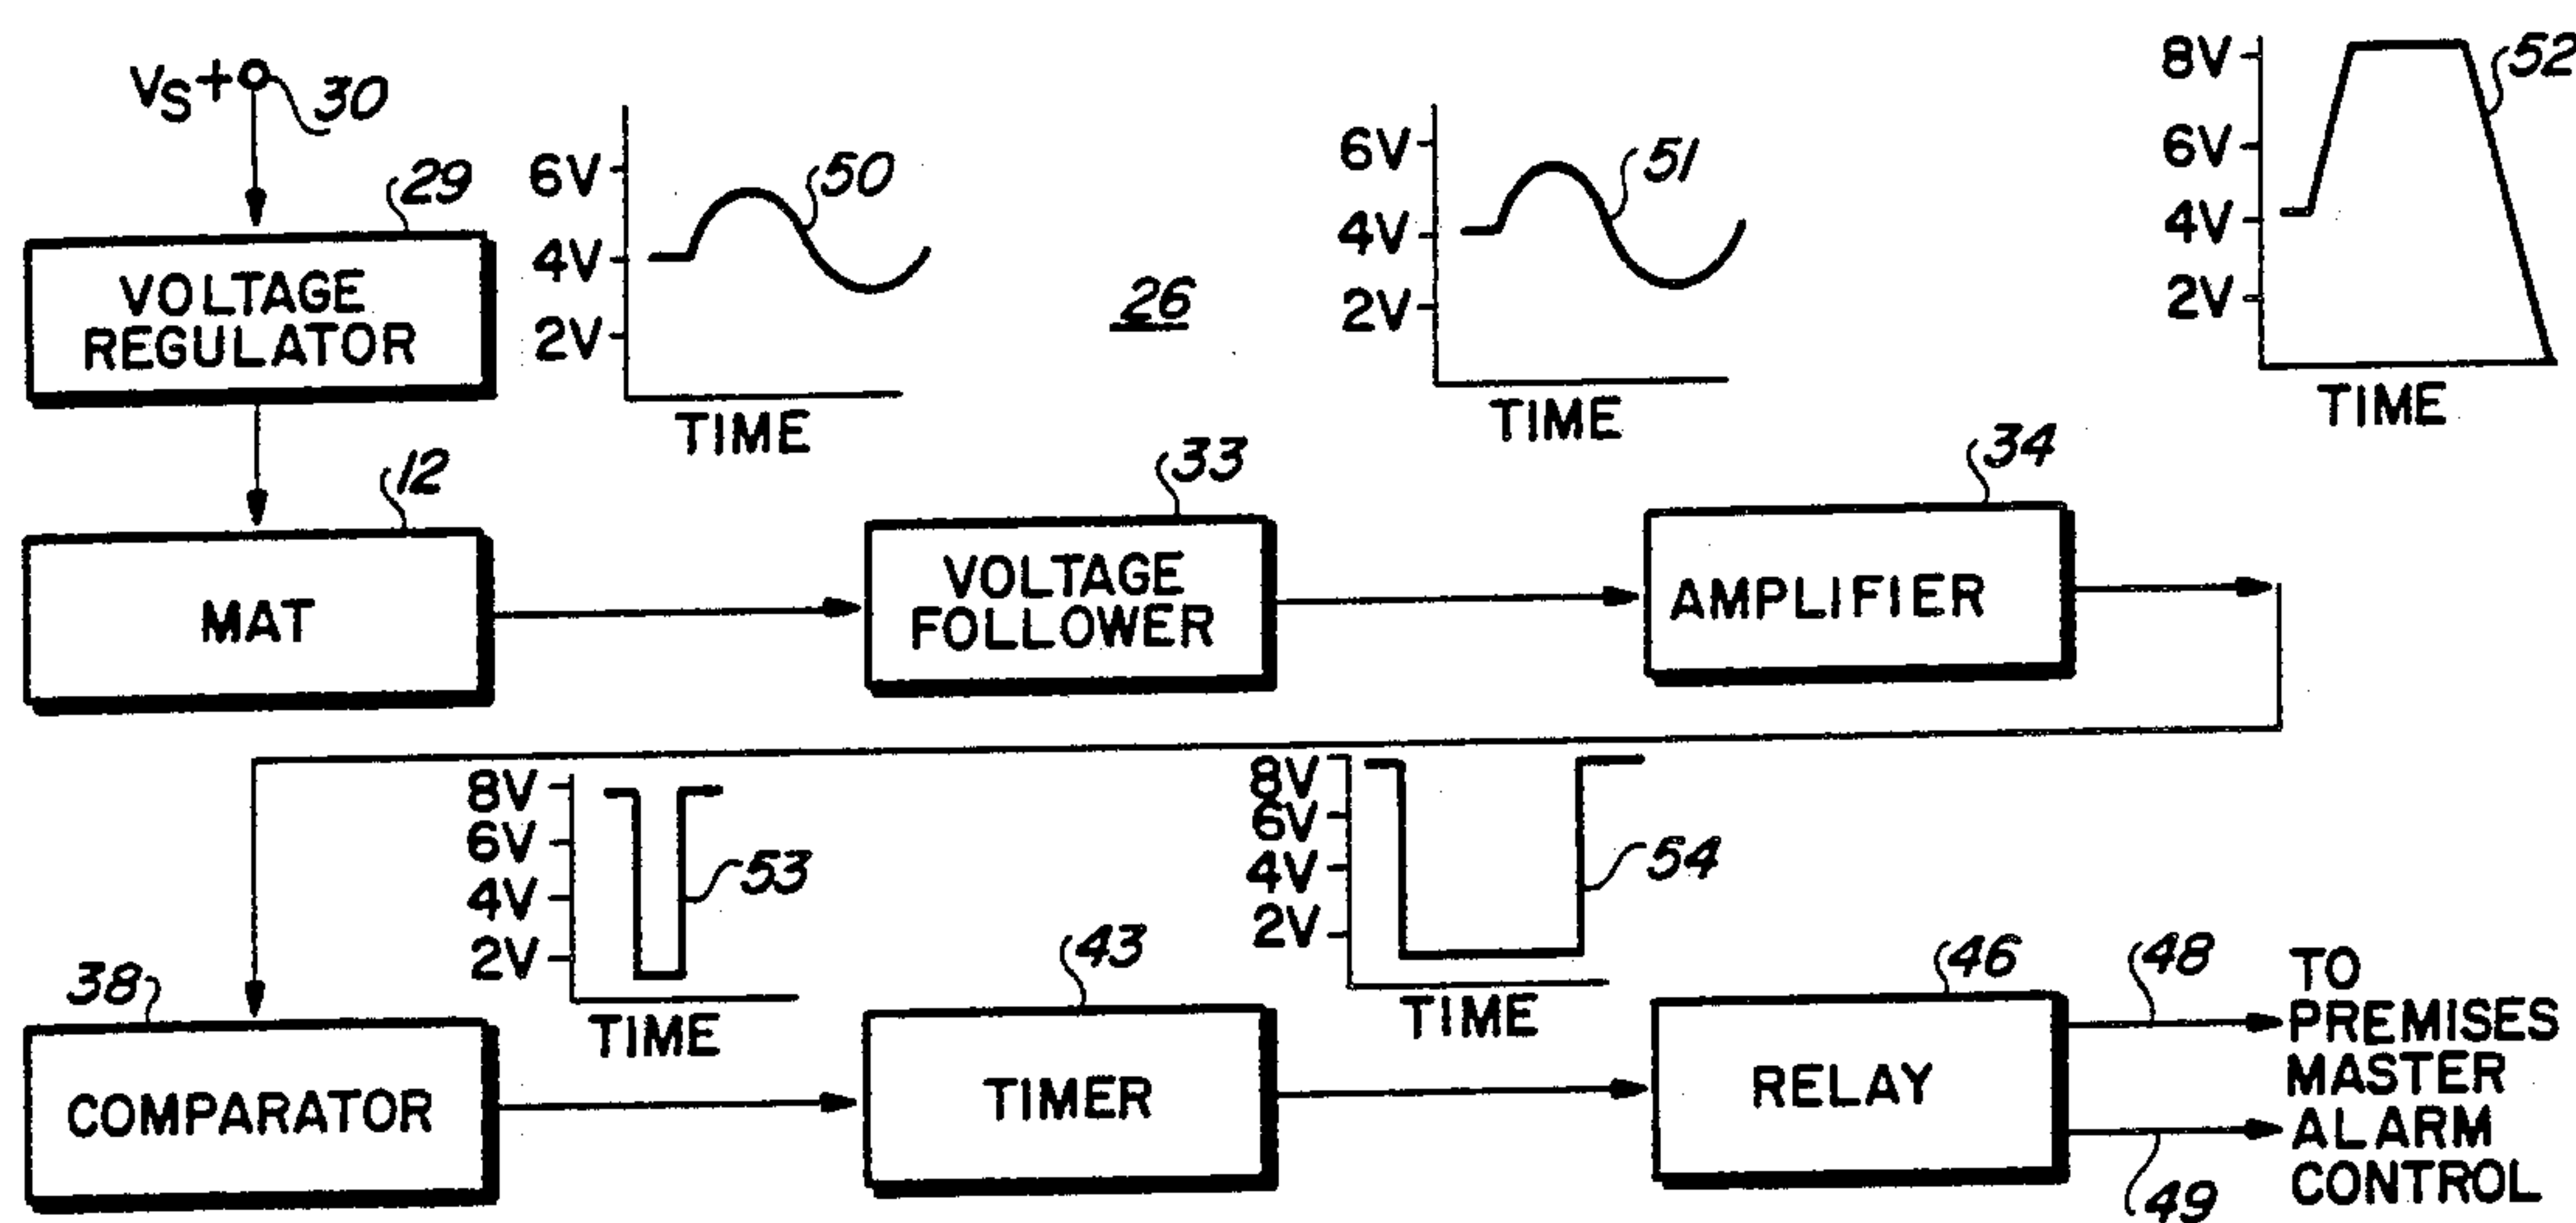 VS+
30
29
VOLTAGE
REGULATOR
6V
4V
2V
50
TIME
26
6V
4V
2V
51
TIME
8V
6V
4V
2V
52
TIME
12
MAT
33
VOLTAGE
FOLLOWER
34
AMPLIFIER
38
COMPARATOR
8V
6V
4V
2V
53
TIME
43
TIMER
8V
6V
4V
2V
54
TIME
46
RELAY
48
49
TO
PREMISES
MASTER
ALARM
CONTROL